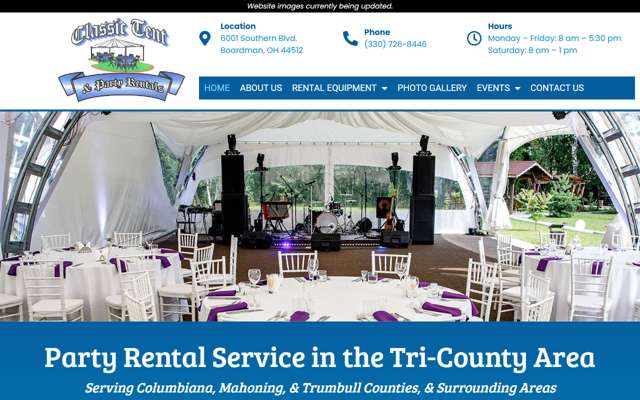 Website images currently being updated.
Classic Tent
& Party Rentals
Location
6001 Southern Blvd.
Boardman, OH 44512
Phone
(330) 726-8446
Hours
Monday – Friday: 8 am – 5:30 pm
Saturday: 8 am – 1 pm
HOME ABOUT US RENTAL EQUIPMENT PHOTO GALLERY EVENTS CONTACT US
Party Rental Service in the Tri-County Area
Serving Columbiana, Mahoning, & Trumbull Counties, & Surrounding Areas